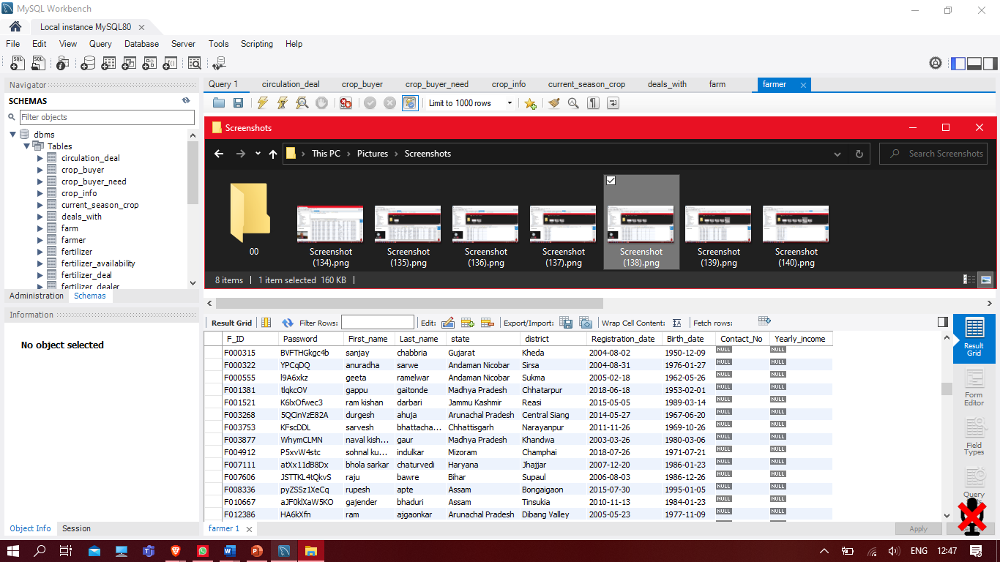 MySQL Workbench
Local instance MySQL80
File Edit View Query Database Server Tools Scripting Help
Navigator
SCHEMAS
Filter objects
dbms
Tables
circulation_deal
crop_buyer
crop_buyer_need
crop_info
current_season_crop
deals_with
farm
farmer
fertilizer
fertilizer_availability
fertilizer_deal
fertilizer_dealer
Administration Schemas
Information
No object selected
Object Info Session
Query 1 circulation_deal crop_buyer crop_buyer_need crop_info current_season_crop deals_with farm farmer
Limit to 1000 rows
Screenshots
This PC Pictures Screenshots
Search Screenshots
00
Screenshot (134).png
Screenshot (135).png
Screenshot (136).png
Screenshot (137).png
Screenshot (138).png
Screenshot (139).png
Screenshot (140).png
8 items 1 item selected 160 KB
Result Grid Filter Rows: Edit: Export/Import: Wrap Cell Content: Fetch rows:
F_ID Password First_name Last_name state district Registration_date Birth_date Contact_No Yearly_income
F000315 BVFTHGkgc4b sanjay chabbria Gujarat Kheda 2004-08-02 1950-12-09 NULL NULL
F000322 YPCqDQ anuradha sarwe Andaman Nicobar Sirsa 2004-08-31 1976-01-27 NULL NULL
F000555 l9A6xkz geeta ramelwar Andaman Nicobar Sukma 2005-02-18 1962-05-26 NULL NULL
F001381 tlqkcOV gappu gaitonde Madhya Pradesh Chhatarpur 2018-06-18 1953-02-01 NULL NULL
F001521 K6lxOfwec3 ram kishan darbari Jammu Kashmir Reasi 2015-05-05 1989-03-14 NULL NULL
F003268 5QCinVzE82A durgesh ahuja Arunachal Pradesh Central Siang 2014-05-27 1967-06-20 NULL NULL
F003753 KFscDDL sarvesh bhattacha... Chhattisgarh Narayanpur 2011-11-26 1969-10-26 NULL NULL
F003877 WhymCLMN naval kish... gaur Madhya Pradesh Khandwa 2003-03-26 1980-03-06 NULL NULL
F004912 P5xvW4stc sohnal ku... indulkar Mizoram Champhai 2018-07-26 1971-07-21 NULL NULL
F007111 atXx11dB8Dx bhola sarkar chaturvedi Haryana Jhajjar 2007-12-20 1986-01-23 NULL NULL
F007606 JSTTKL4tQkvS raju bawre Bihar Supaul 2006-08-03 1986-12-26 NULL NULL
F008336 pyZSSz1XeCq rupesh apte Assam Bongaigaon 2015-07-30 1995-01-05 NULL NULL
F010667 aJF0klXaW5KO gajender bhaduri Assam Tinsukia 2010-11-13 1984-01-23 NULL NULL
F012386 HA6kXfn ram ajgaonkar Arunachal Pradesh Dibang Valley 2005-05-23 1977-11-09 NULL NULL
Result Grid
Form Editor
Field Types
Query
farmer 1
Apply
ENG 12:47